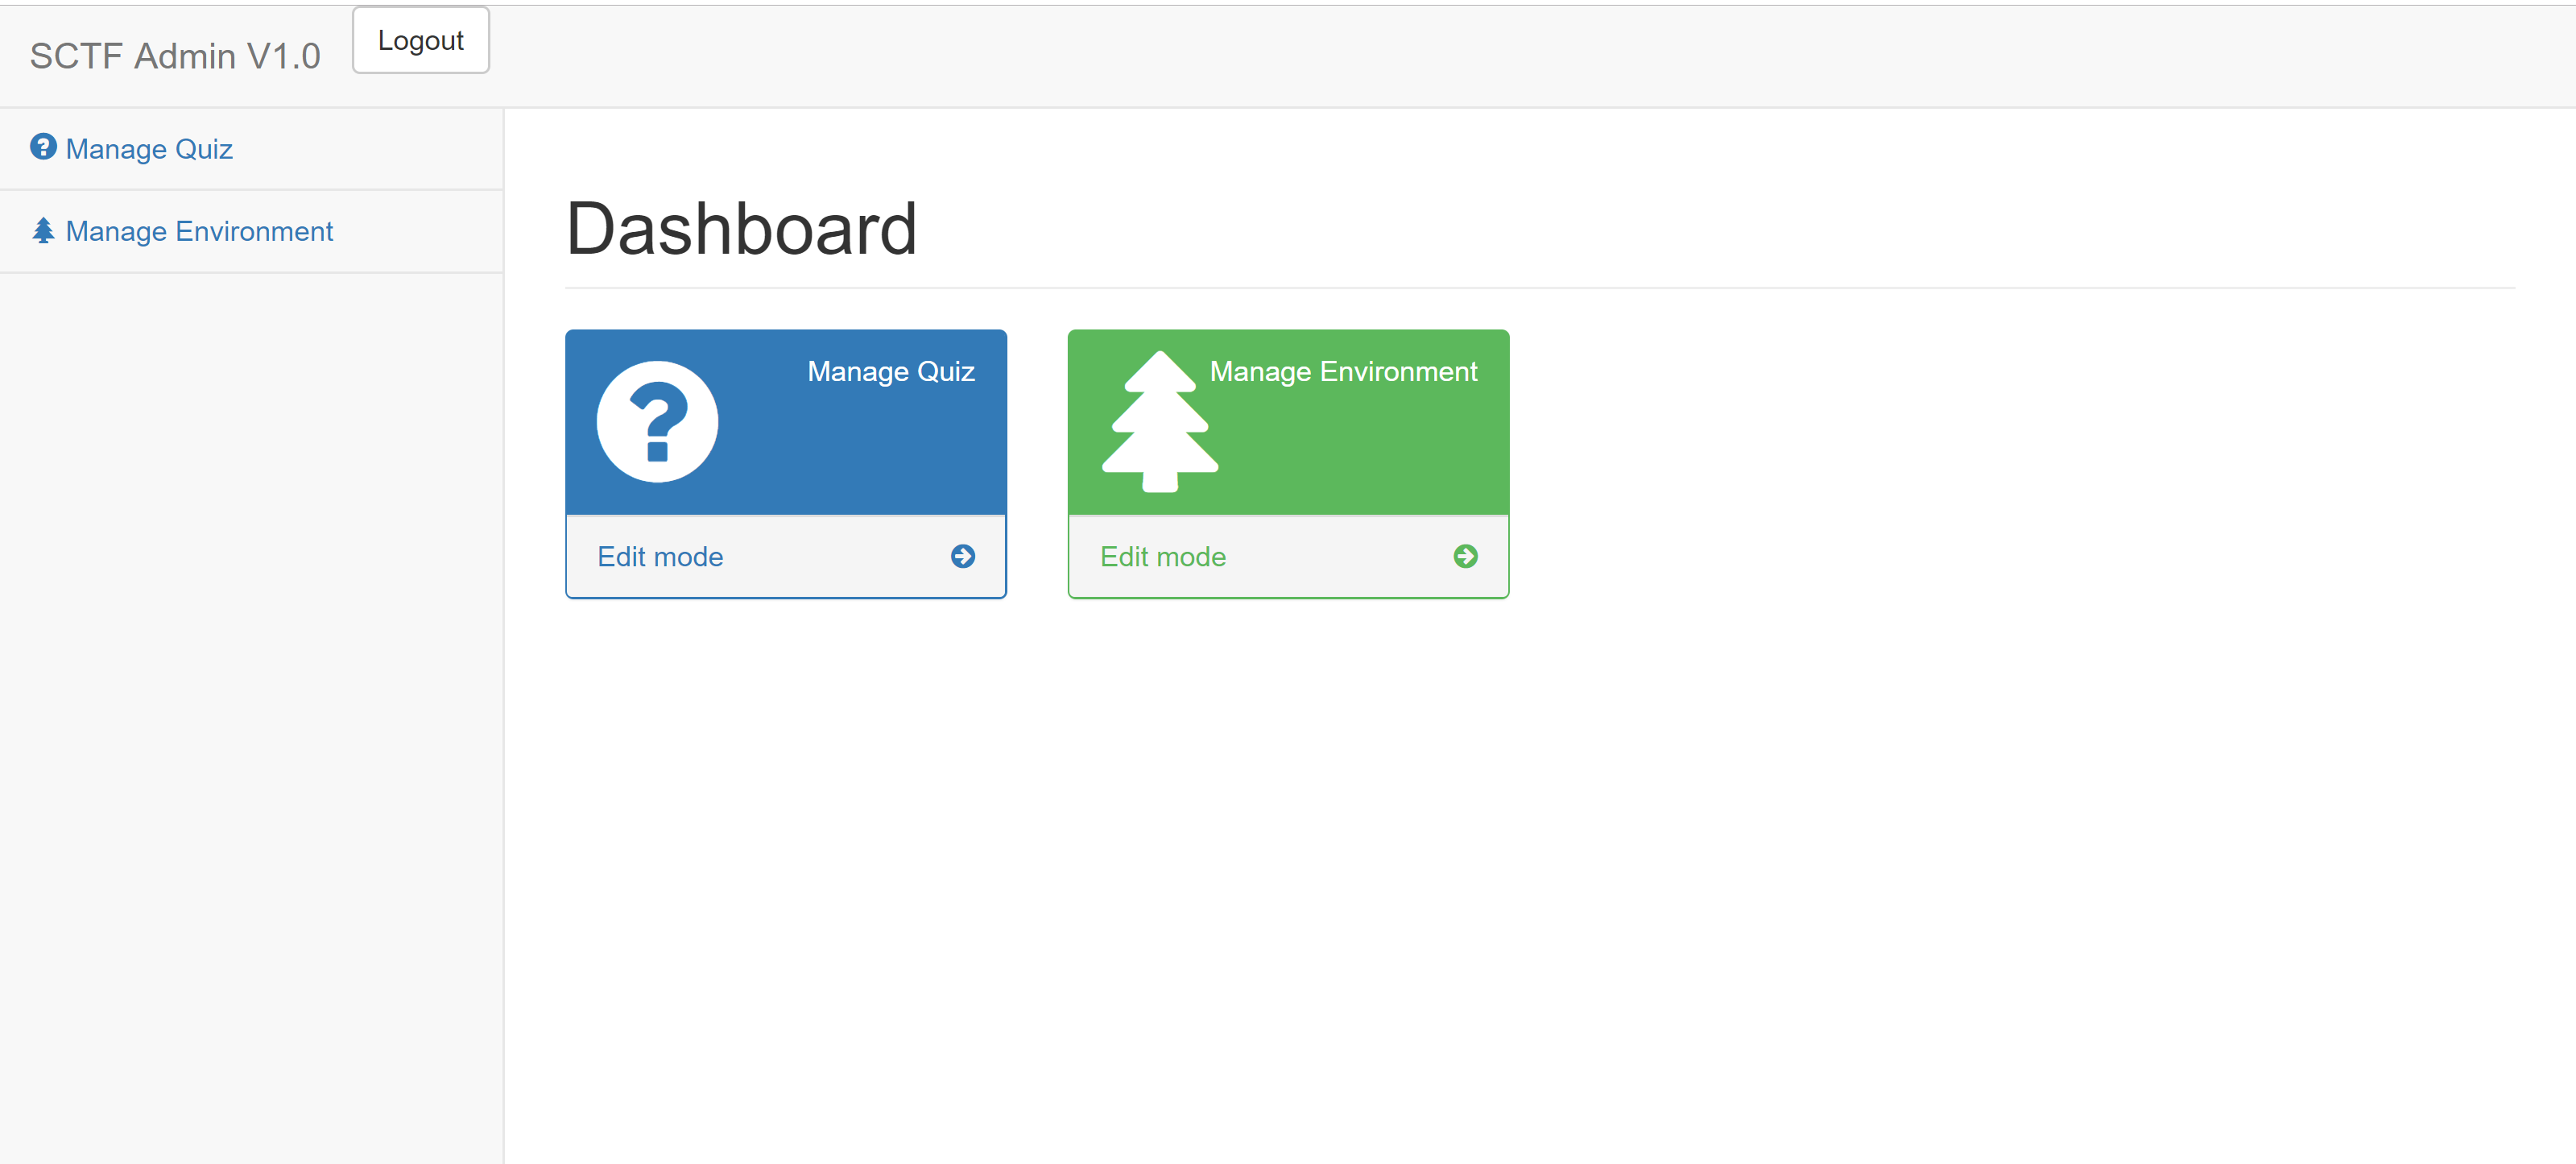 SCTF Admin V1.0
Logout
Manage Quiz
Manage Environment
Dashboard
Manage Quiz
Edit mode
Manage Environment
Edit mode